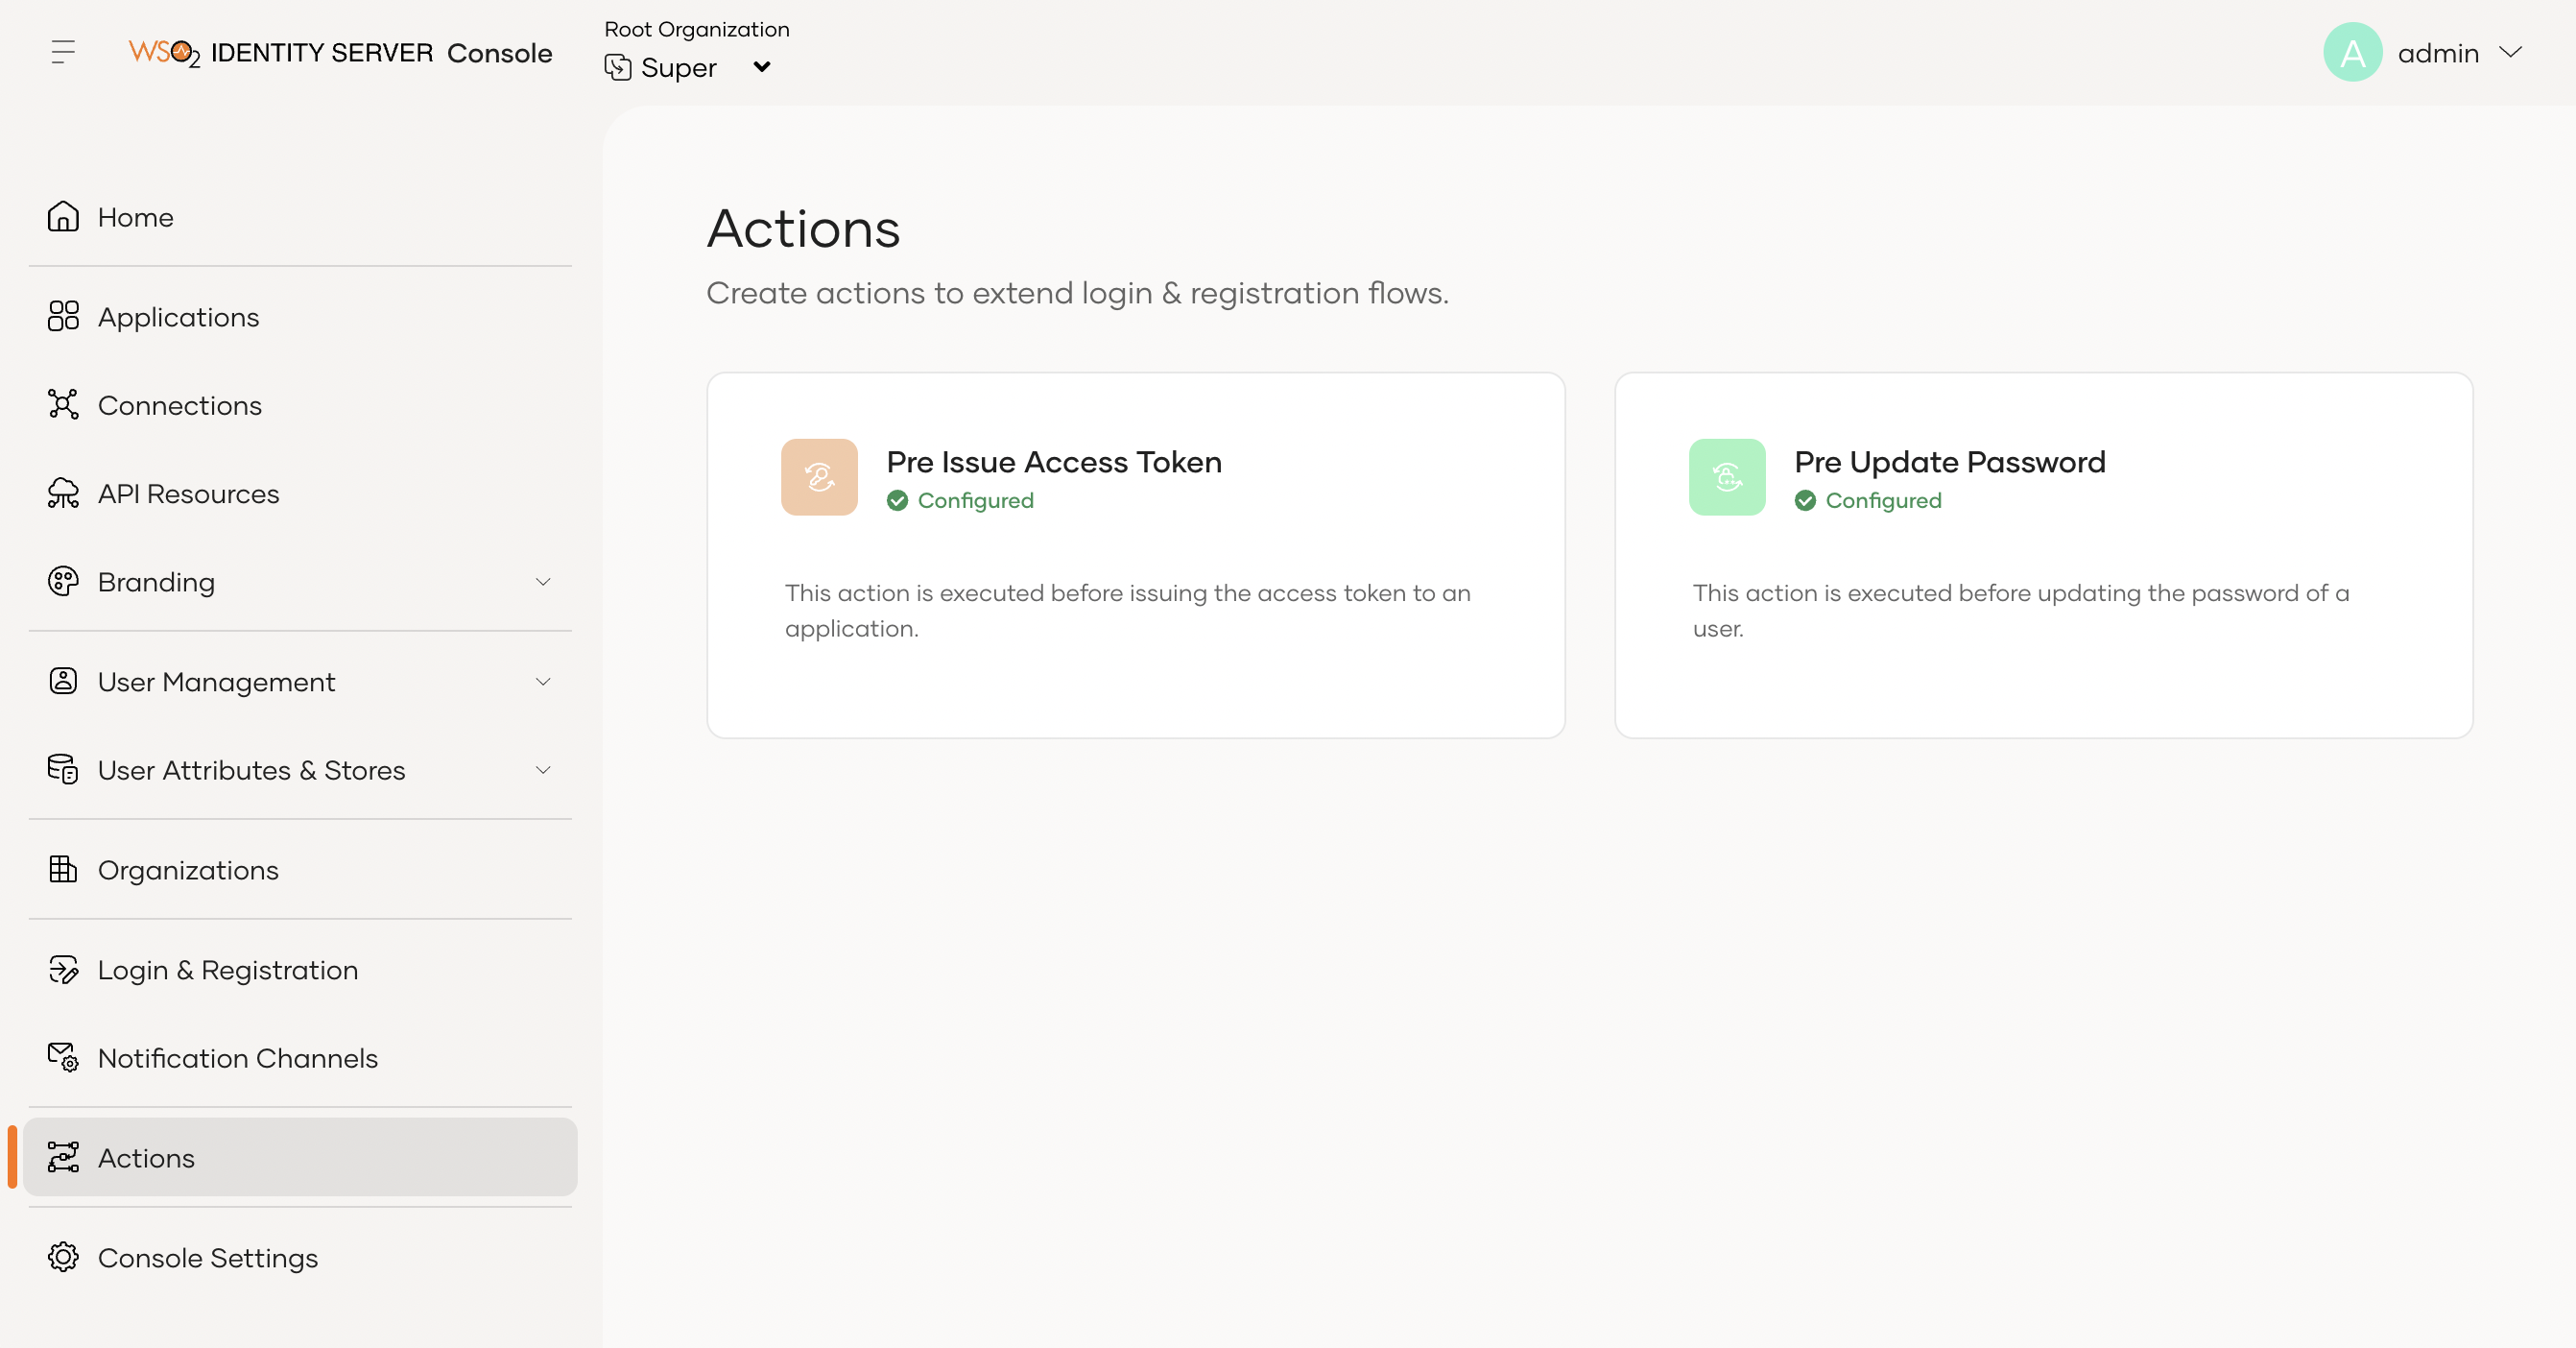 WSO2 IDENTITY SERVER Console
Root Organization
Super
A
admin
Home
Applications
Connections
API Resources
Branding
User Management
User Attributes & Stores
Organizations
Login & Registration
Notification Channels
Actions
Console Settings
Actions
Create actions to extend login & registration flows.
Pre Issue Access Token
Configured
This action is executed before issuing the access token to an
application.
Pre Update Password
Configured
This action is executed before updating the password of a
user.